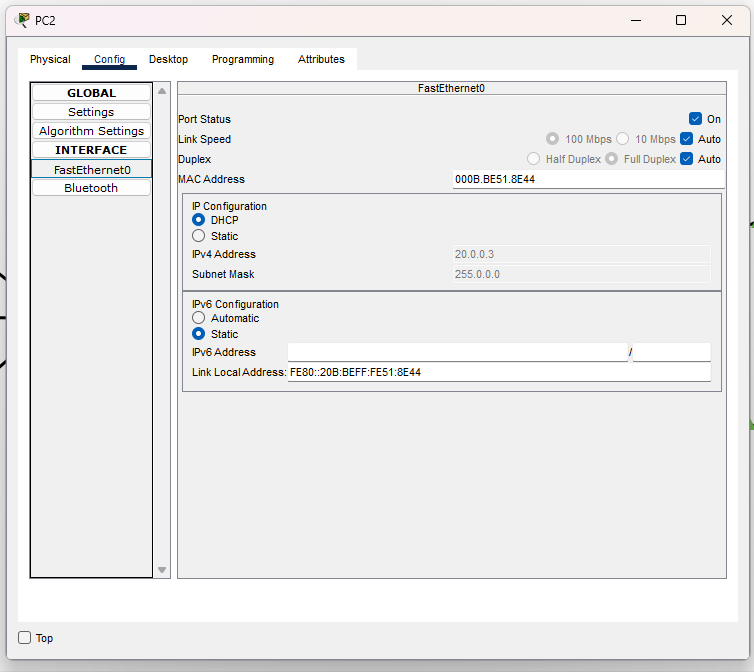 PC2
Physical Config Desktop Programming Attributes
GLOBAL
Settings
Algorithm Settings
INTERFACE
FastEthernet0
Bluetooth
FastEthernet0
Port Status On
Link Speed 100 Mbps 10 Mbps Auto
Duplex Half Duplex Full Duplex Auto
MAC Address 000B.BE51.8E44
IP Configuration
DHCP
Static
IPv4 Address 20.0.0.3
Subnet Mask 255.0.0.0
IPv6 Configuration
Automatic
Static
IPv6 Address /
Link Local Address: FE80::20B:BEFF:FE51:8E44
Top